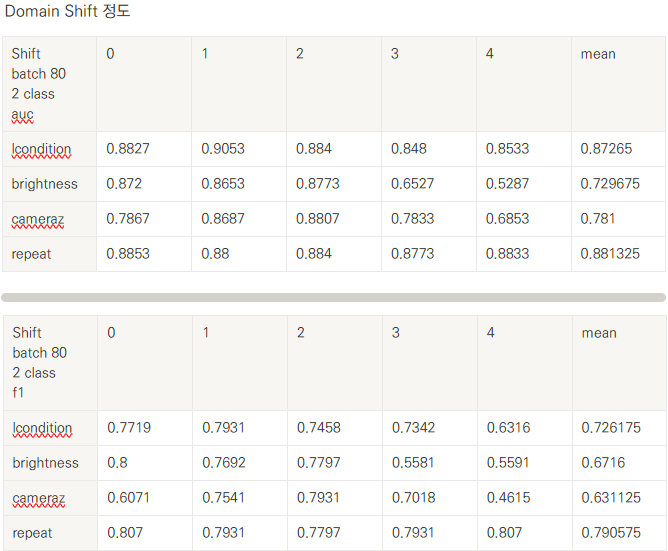 Domain Shift 정도
Shift 0 1 2 3 4 mean
batch 80
2 class
auc
lcondition 0.8827 0.9053 0.884 0.848 0.8533 0.87265
brightness 0.872 0.8653 0.8773 0.6527 0.5287 0.729675
cameraz 0.7867 0.8687 0.8807 0.7833 0.6853 0.781
repeat 0.8853 0.88 0.884 0.8773 0.8833 0.881325
Shift 0 1 2 3 4 mean
batch 80
2 class
f1
lcondition 0.7719 0.7931 0.7458 0.7342 0.6316 0.726175
brightness 0.8 0.7692 0.7797 0.5581 0.5591 0.6716
cameraz 0.6071 0.7541 0.7931 0.7018 0.4615 0.631125
repeat 0.807 0.7931 0.7797 0.7931 0.807 0.790575